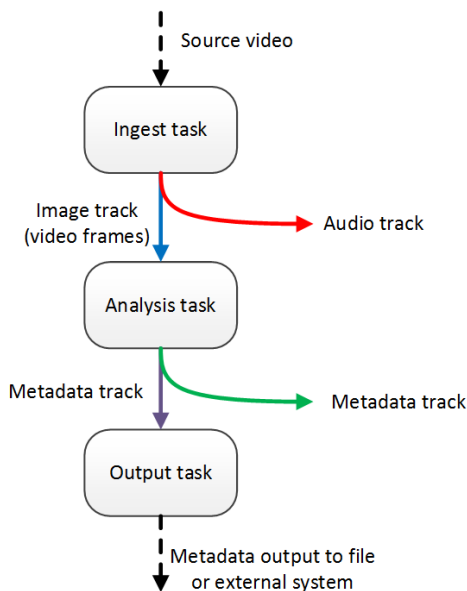 Source video
Ingest task
Image track
(video frames)
Audio track
Analysis task
Metadata track
Metadata track
Output task
Metadata output to file
or external system